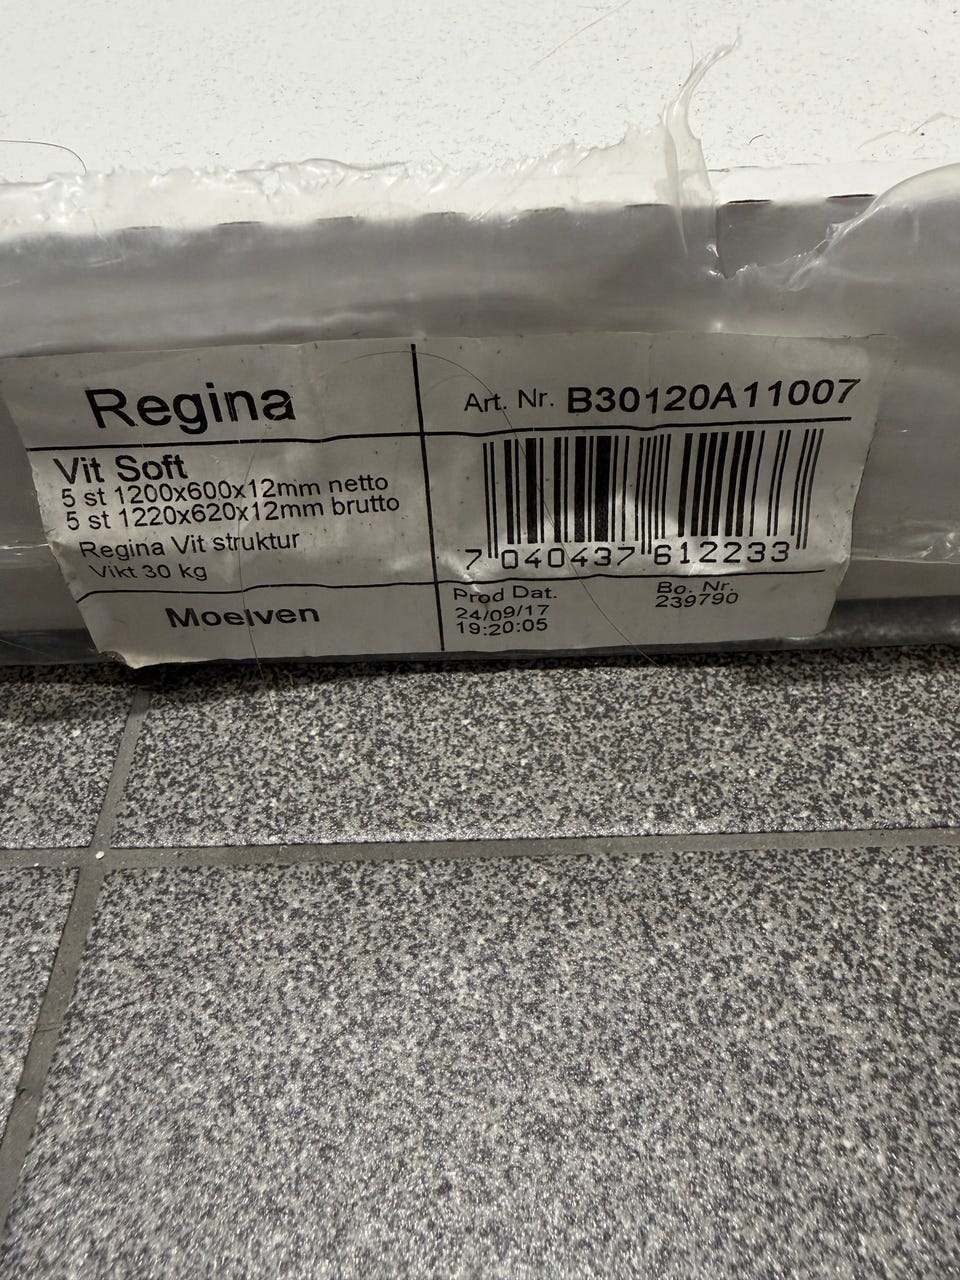 Regina
Art. Nr. B30120A11007
Vit Soft
5 st 1200x600x12mm netto
5 st 1220x620x12mm brutto
Regina Vit struktur
Vikt 30 kg
7 040437 612233
Moelven
Prod Dat.
24/09/17
19:20:05
Bo. Nr.
239790